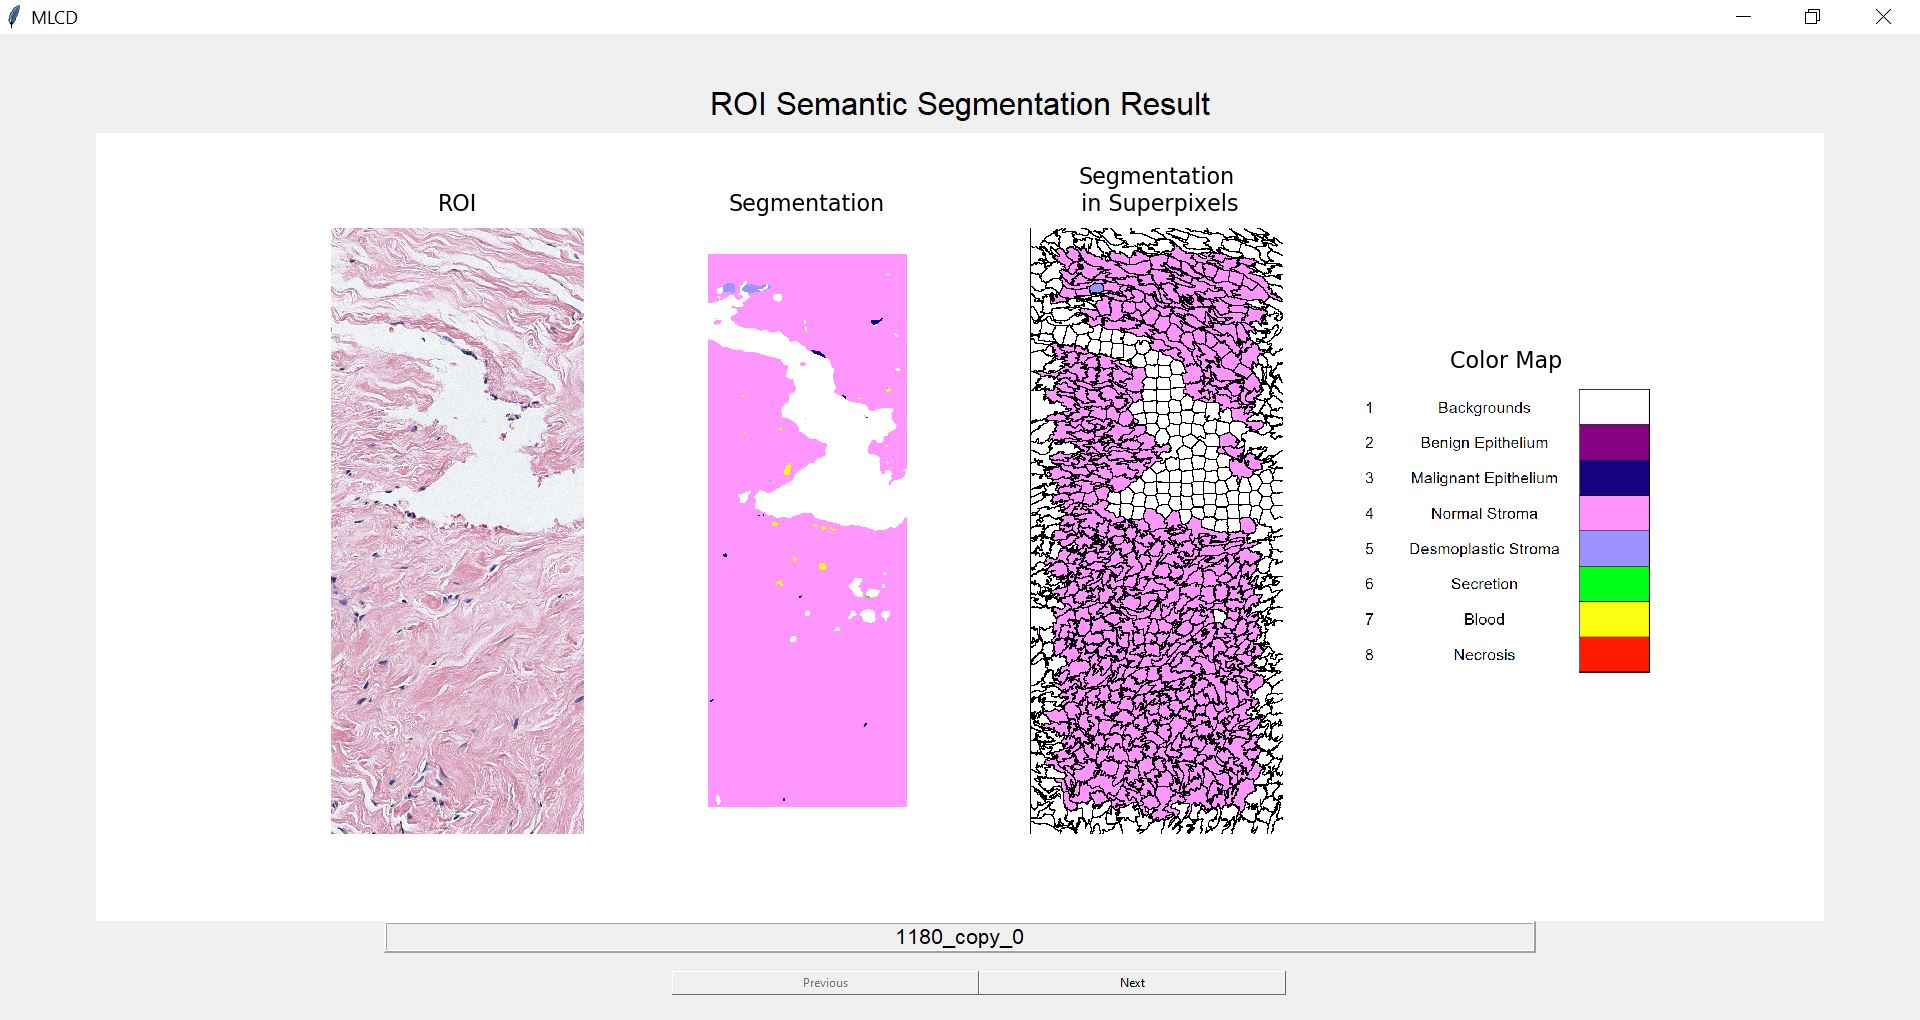 MLCD
ROI Semantic Segmentation Result
ROI
Segmentation
Segmentation
in Superpixels
Color Map
1 Backgrounds
2 Benign Epithelium
3 Malignant Epithelium
4 Normal Stroma
5 Desmoplastic Stroma
6 Secretion
7 Blood
8 Necrosis
1180_copy_0
Previous Next